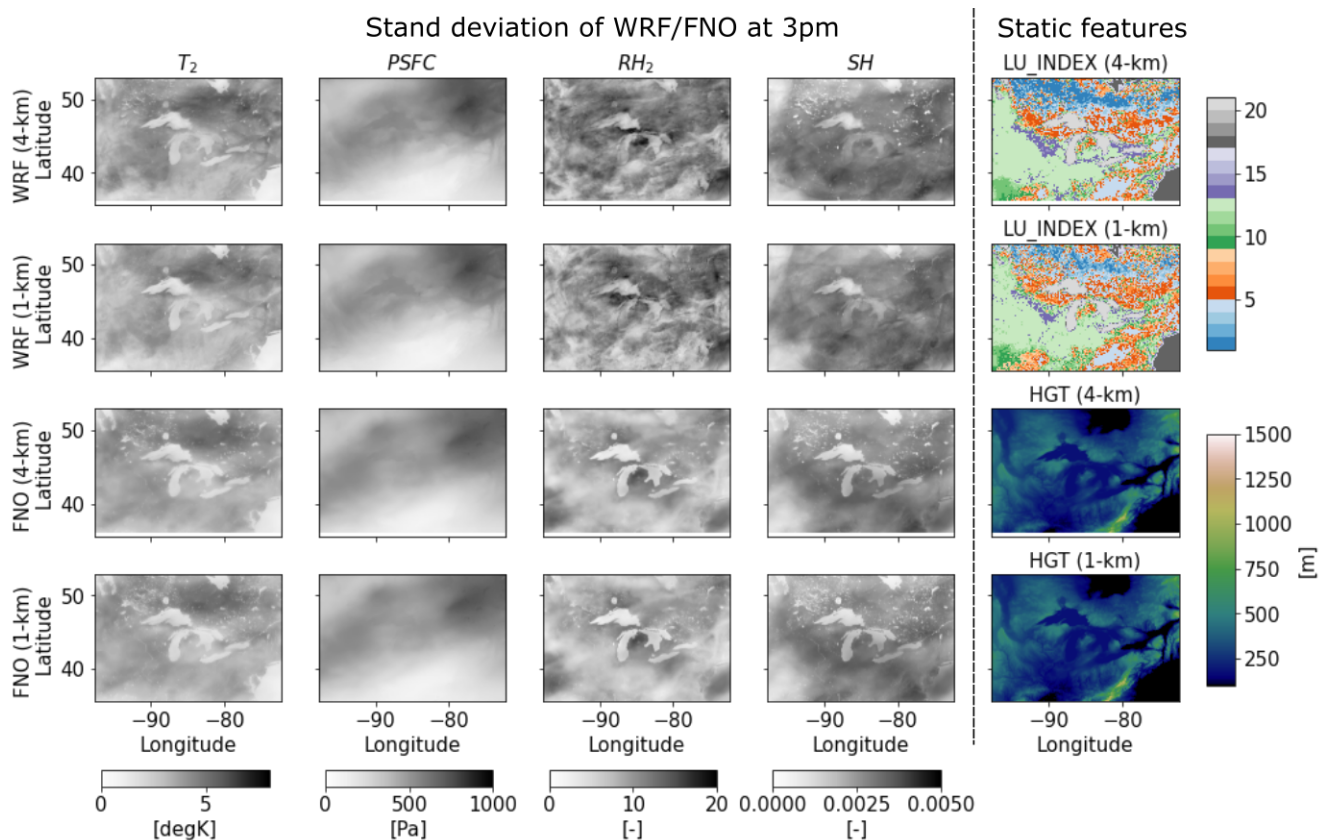 Stand deviation of WRF/FNO at 3pm
Static features
T₂
PSFC
RH₂
SH
LU_INDEX (4-km)
WRF (4-km)
Latitude
50
40
20
15
10
5
LU_INDEX (1-km)
WRF (1-km)
Latitude
50
40
HGT (4-km)
FNO (4-km)
Latitude
50
40
1500
1250
1000
750
500
250
[m]
HGT (1-km)
FNO (1-km)
Latitude
50
40
−90 −80
−90 −80
−90 −80
−90 −80
−90 −80
Longitude
Longitude
Longitude
Longitude
Longitude
0 5
0 500 1000
0 10 20
0.0000 0.0025 0.0050
[degK]
[Pa]
[-]
[-]